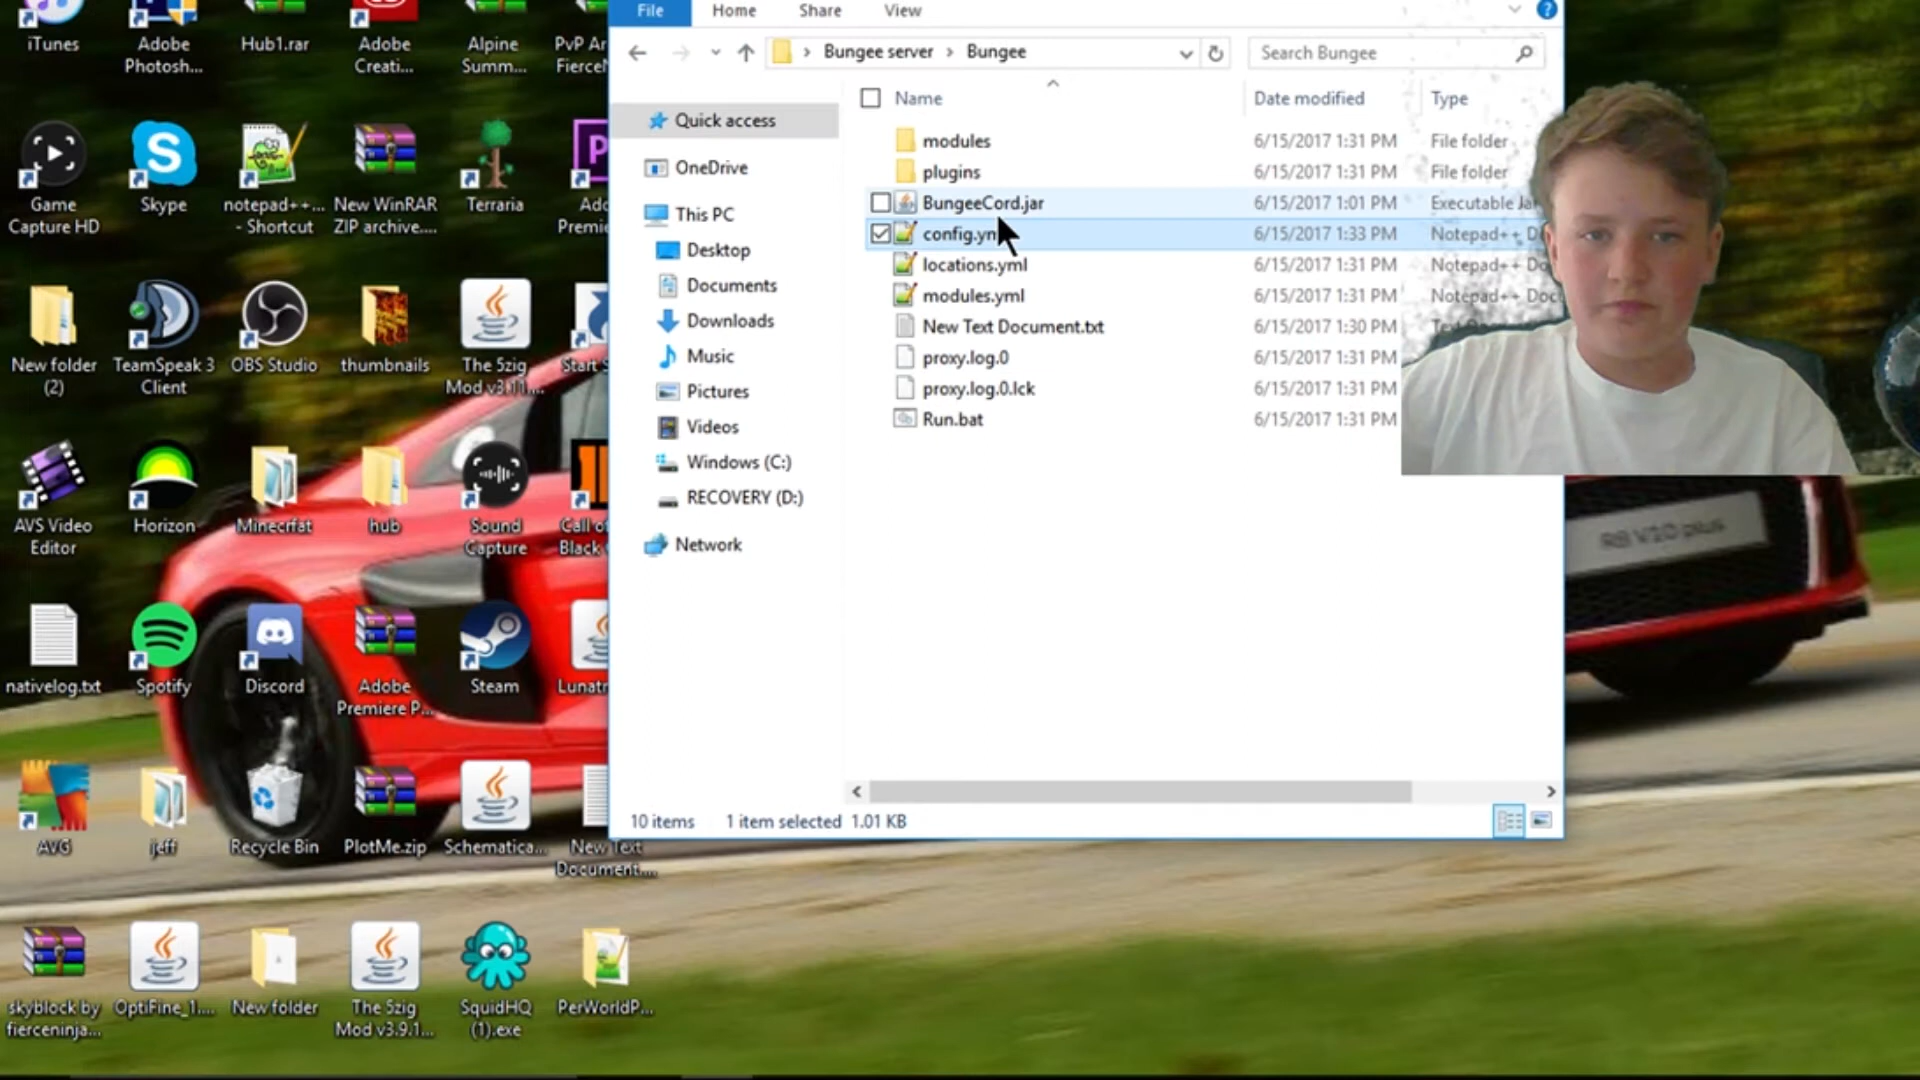 File Home Share View
Bungee server > Bungee
Search Bungee
Name Date modified Type
Quick access
OneDrive
This PC
Desktop
Documents
Downloads
Music
Pictures
Videos
Windows (C:)
RECOVERY (D:)
Network
modules 6/15/2017 1:31 PM File folder
plugins 6/15/2017 1:31 PM File folder
BungeeCord.jar 6/15/2017 1:01 PM Executable
config.ym 6/15/2017 1:33 PM Notepad++
locations.yml 6/15/2017 1:31 PM Notepad++
modules.yml 6/15/2017 1:31 PM Notepad++
New Text Document.txt 6/15/2017 1:30 PM
proxy.log.0 6/15/2017 1:31 PM
proxy.log.0.lck 6/15/2017 1:31 PM
Run.bat 6/15/2017 1:31 PM
10 items 1 item selected 1.01 KB
iTunes
Adobe
Photosh...
Hub1.rar
Adobe
Creati...
Alpine
Summ...
PvP Ar
Game
Capture HD
Skype
notepad++...
- Shortcut
New WinRAR
ZIP archive....
Terraria
Premie
New folder
(2)
TeamSpeak 3
Client
OBS Studio
thumbnails
The 5zig
Mod v3.11....
Start
AVS Video
Editor
Horizon
Minecrfat
hub
Sound
Capture
Call of
Black
nativelog.txt
Spotify
Discord
Adobe
Premiere P...
Steam
AVG
jeff
Recycle Bin
PlotMe.zip
Schematica...
New Text
Document....
skyblock by
fierceninja...
OptiFine_1....
New folder
The 5zig
Mod v3.9.1...
SquidHQ
(1).exe
PerWorldP...
R8 V10 plus